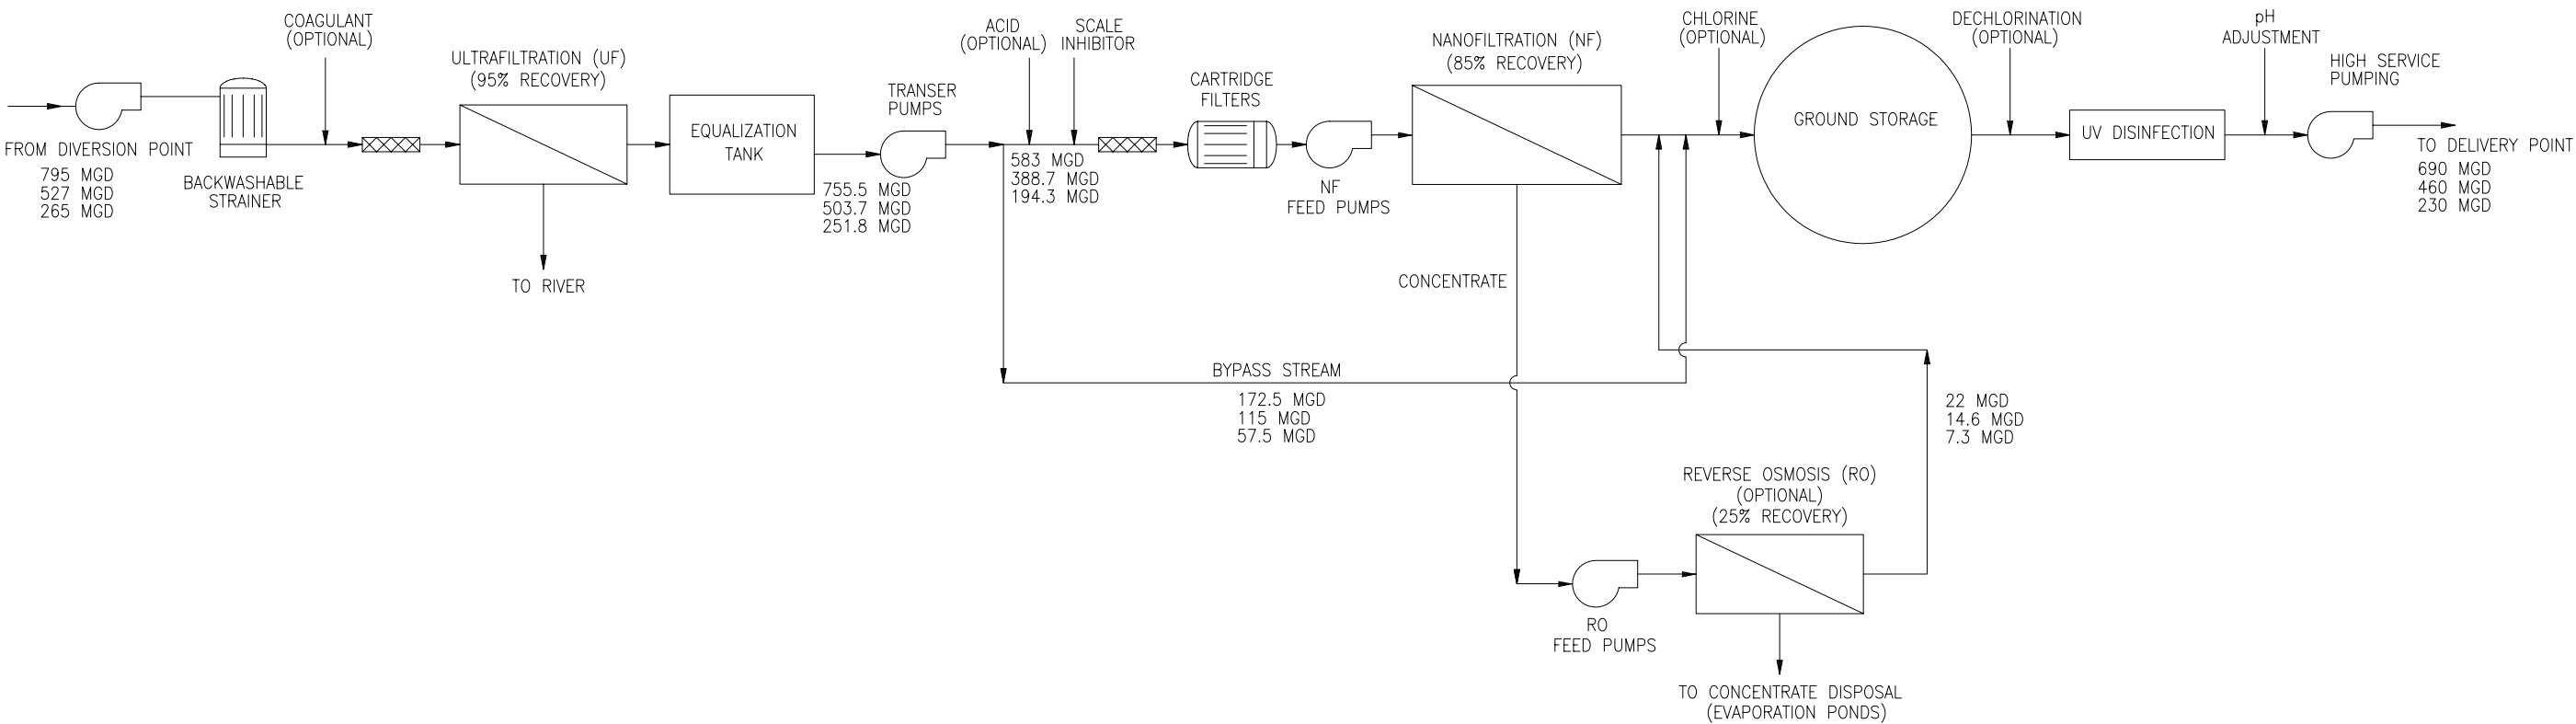 FROM DIVERSION POINT
795 MGD
527 MGD
265 MGD
BACKWASHABLE
STRAINER
COAGULANT
(OPTIONAL)
ULTRAFILTRATION (UF)
(95% RECOVERY)
TO RIVER
EQUALIZATION
TANK
TRANSER
PUMPS
755.5 MGD
503.7 MGD
251.8 MGD
ACID
(OPTIONAL)
SCALE
INHIBITOR
583 MGD
388.7 MGD
194.3 MGD
CARTRIDGE
FILTERS
NF
FEED PUMPS
NANOFILTRATION (NF)
(85% RECOVERY)
CONCENTRATE
BYPASS STREAM
172.5 MGD
115 MGD
57.5 MGD
RO
FEED PUMPS
REVERSE OSMOSIS (RO)
(OPTIONAL)
(25% RECOVERY)
TO CONCENTRATE DISPOSAL
(EVAPORATION PONDS)
22 MGD
14.6 MGD
7.3 MGD
CHLORINE
(OPTIONAL)
GROUND STORAGE
DECHLORINATION
(OPTIONAL)
UV DISINFECTION
pH
ADJUSTMENT
HIGH SERVICE
PUMPING
TO DELIVERY POINT
690 MGD
460 MGD
230 MGD